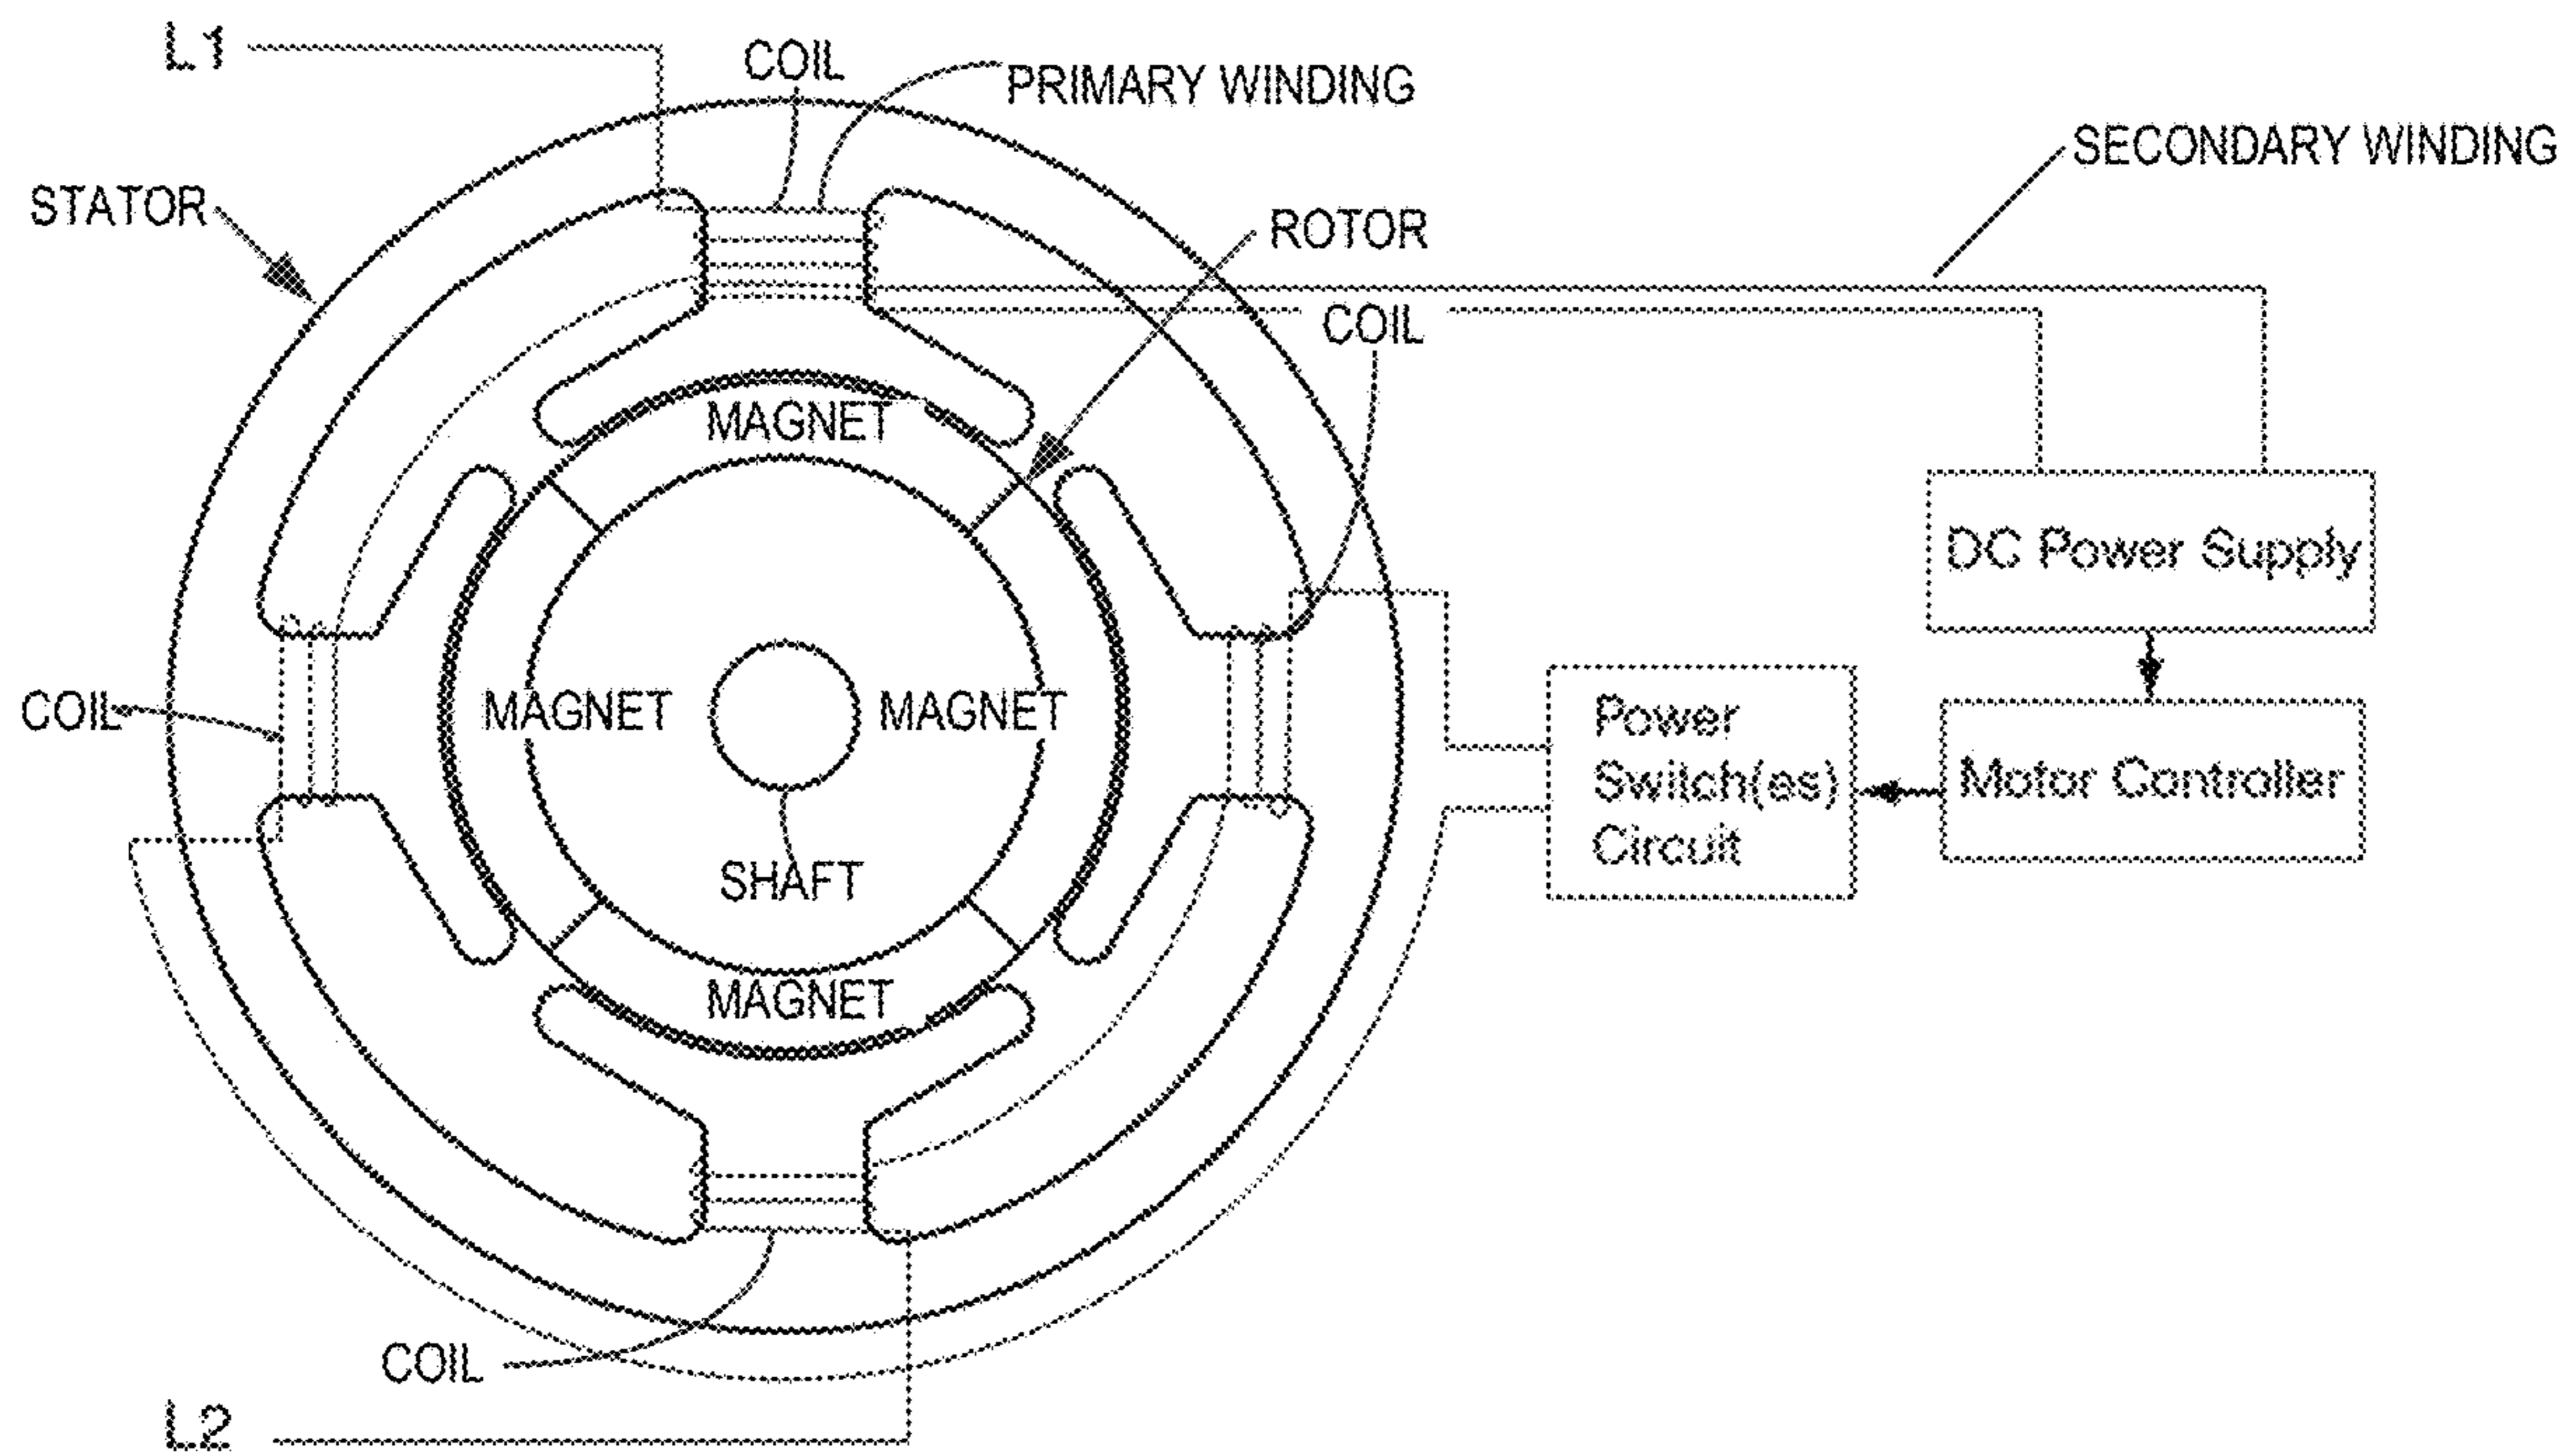 L1
COIL
PRIMARY WINDING
SECONDARY WINDING
STATOR
ROTOR
COIL
MAGNET
DC Power Supply
COIL
MAGNET
MAGNET
Power
Switch(es)
Circuit
Motor Controller
SHAFT
MAGNET
COIL
L2